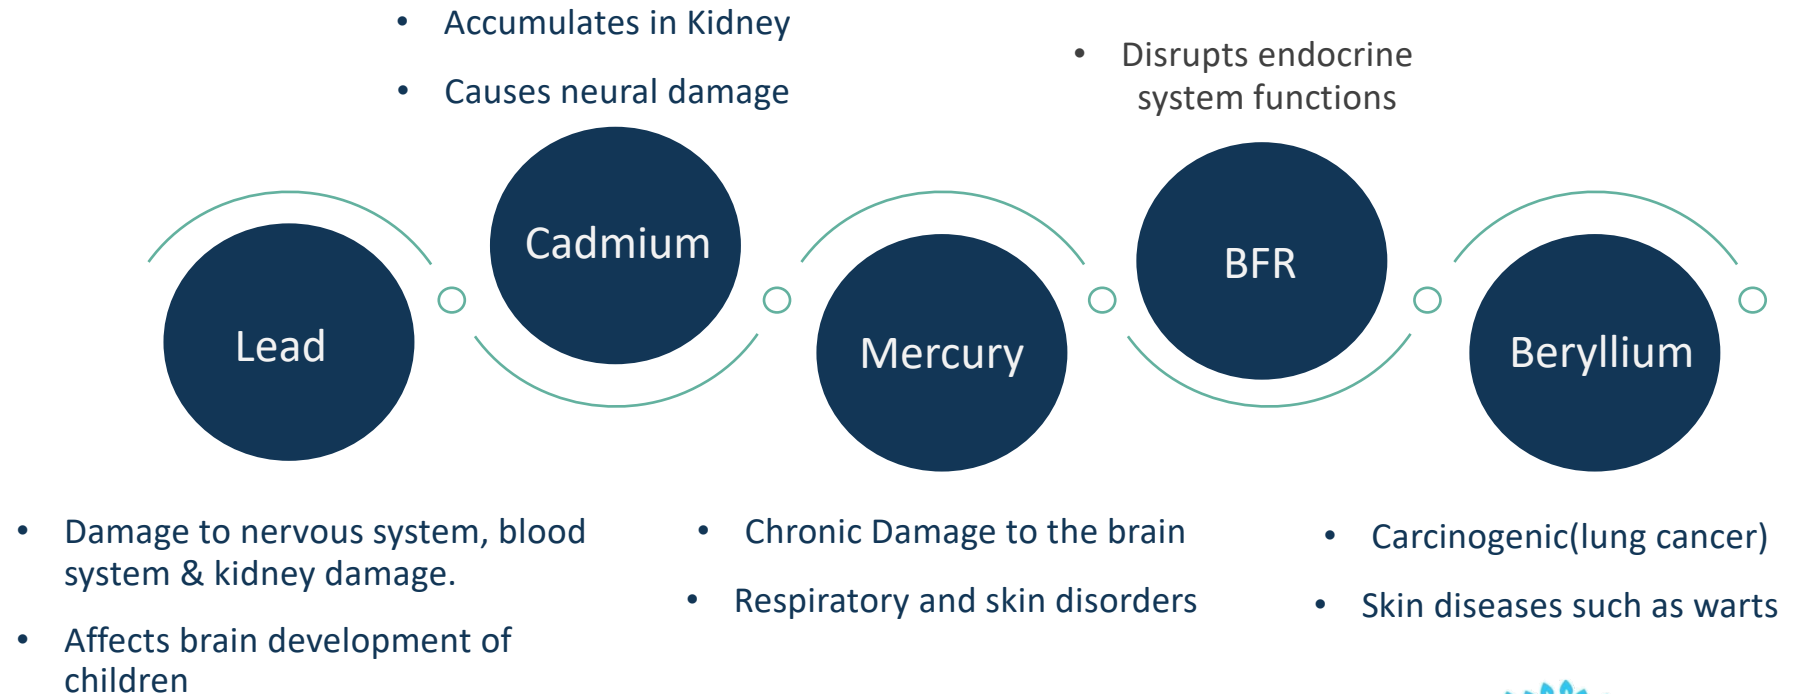 • Accumulates in Kidney
• Causes neural damage
• Disrupts endocrine
system functions
Lead
Cadmium
Mercury
BFR
Beryllium
• Damage to nervous system, blood
system & kidney damage.
• Affects brain development of
children
• Chronic Damage to the brain
• Respiratory and skin disorders
• Carcinogenic(lung cancer)
• Skin diseases such as warts